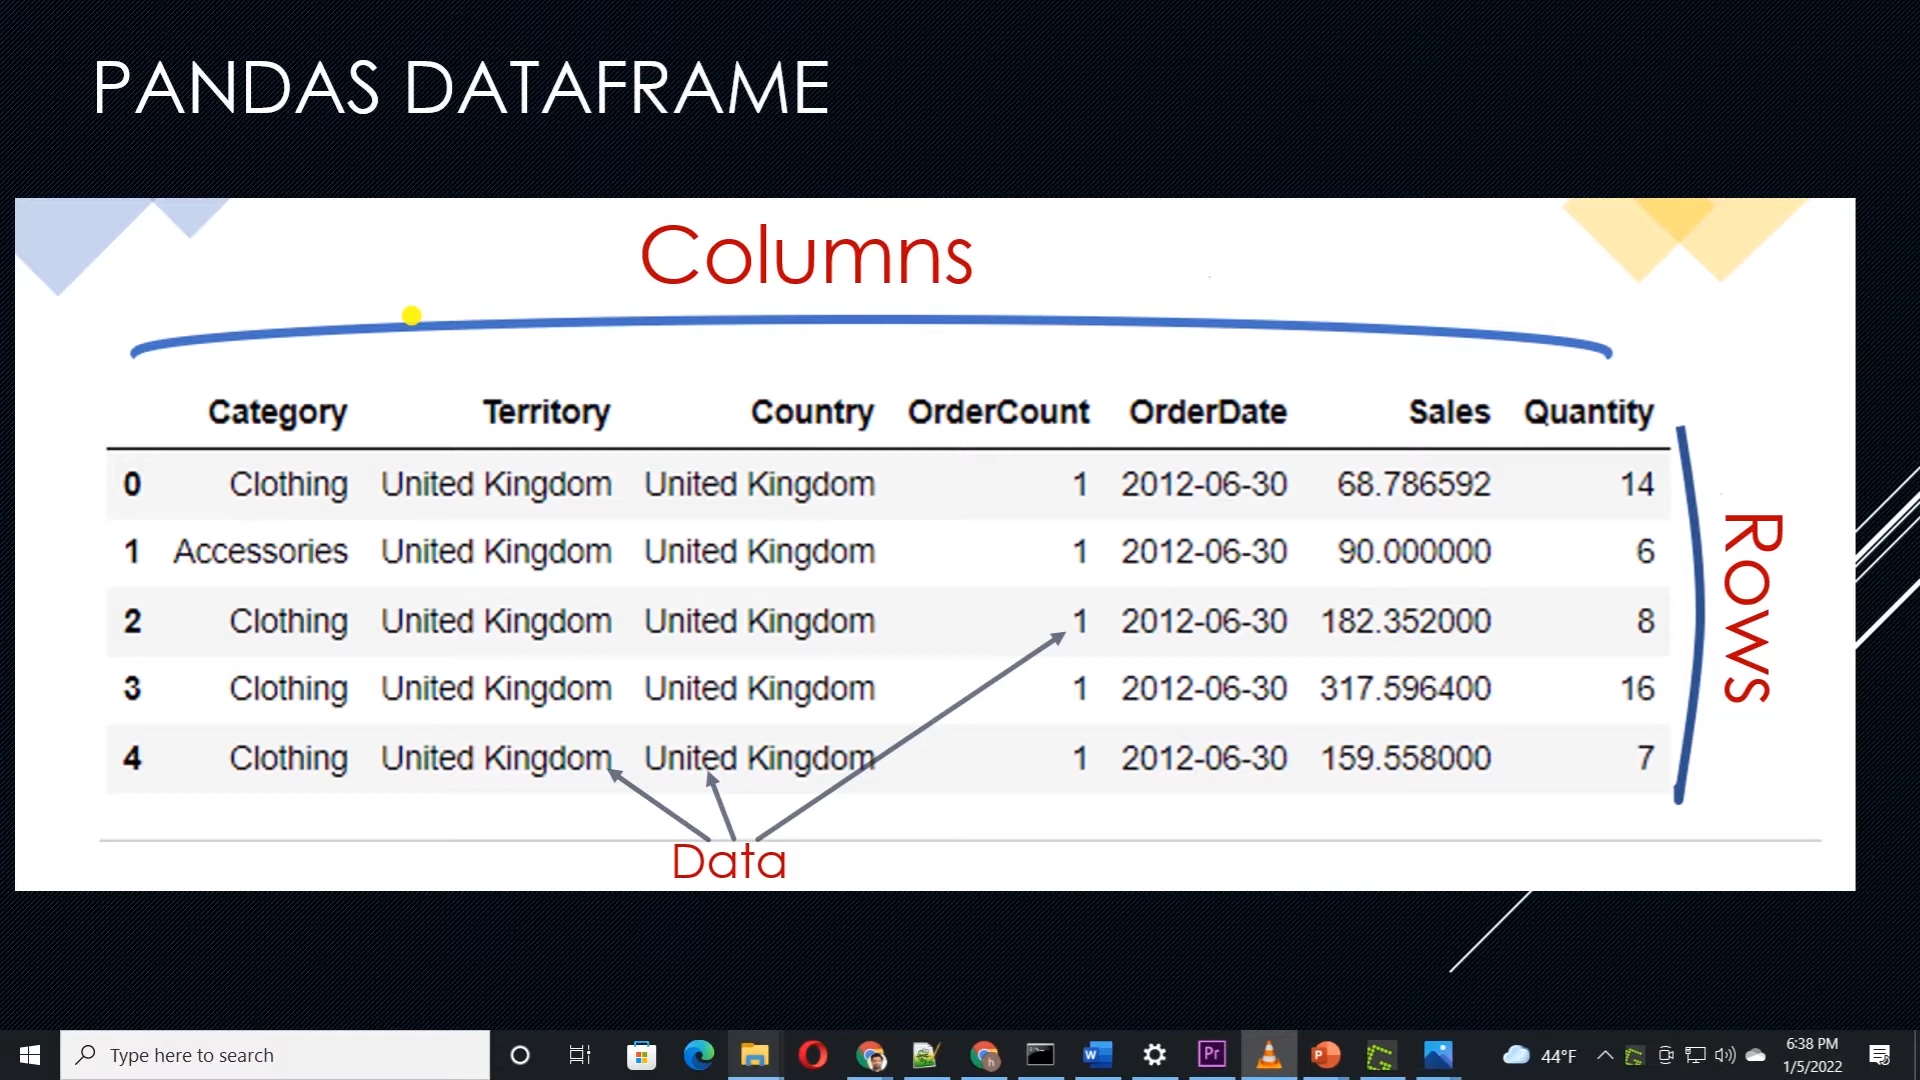 PANDAS DATAFRAME
Columns
Category Territory Country OrderCount OrderDate Sales Quantity
0 Clothing United Kingdom United Kingdom 1 2012-06-30 68.786592 14
1 Accessories United Kingdom United Kingdom 1 2012-06-30 90.000000 6
2 Clothing United Kingdom United Kingdom 1 2012-06-30 182.352000 8
3 Clothing United Kingdom United Kingdom 1 2012-06-30 317.596400 16
4 Clothing United Kingdom United Kingdom 1 2012-06-30 159.558000 7
Rows
Data
Type here to search
W
Pr
P
44°F
6:38 PM
1/5/2022